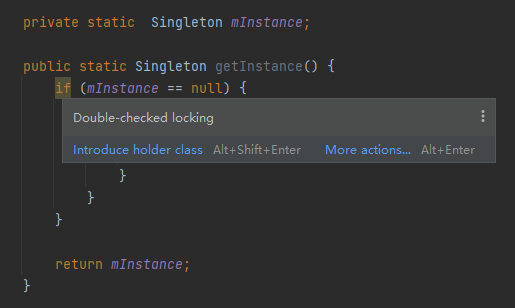 private static  Singleton mInstance;
public static Singleton getInstance() {
if (mInstance == null) {
Double-checked locking
Introduce holder class Alt+Shift+Enter More actions... Alt+Enter
}
}
}
return mInstance;
}